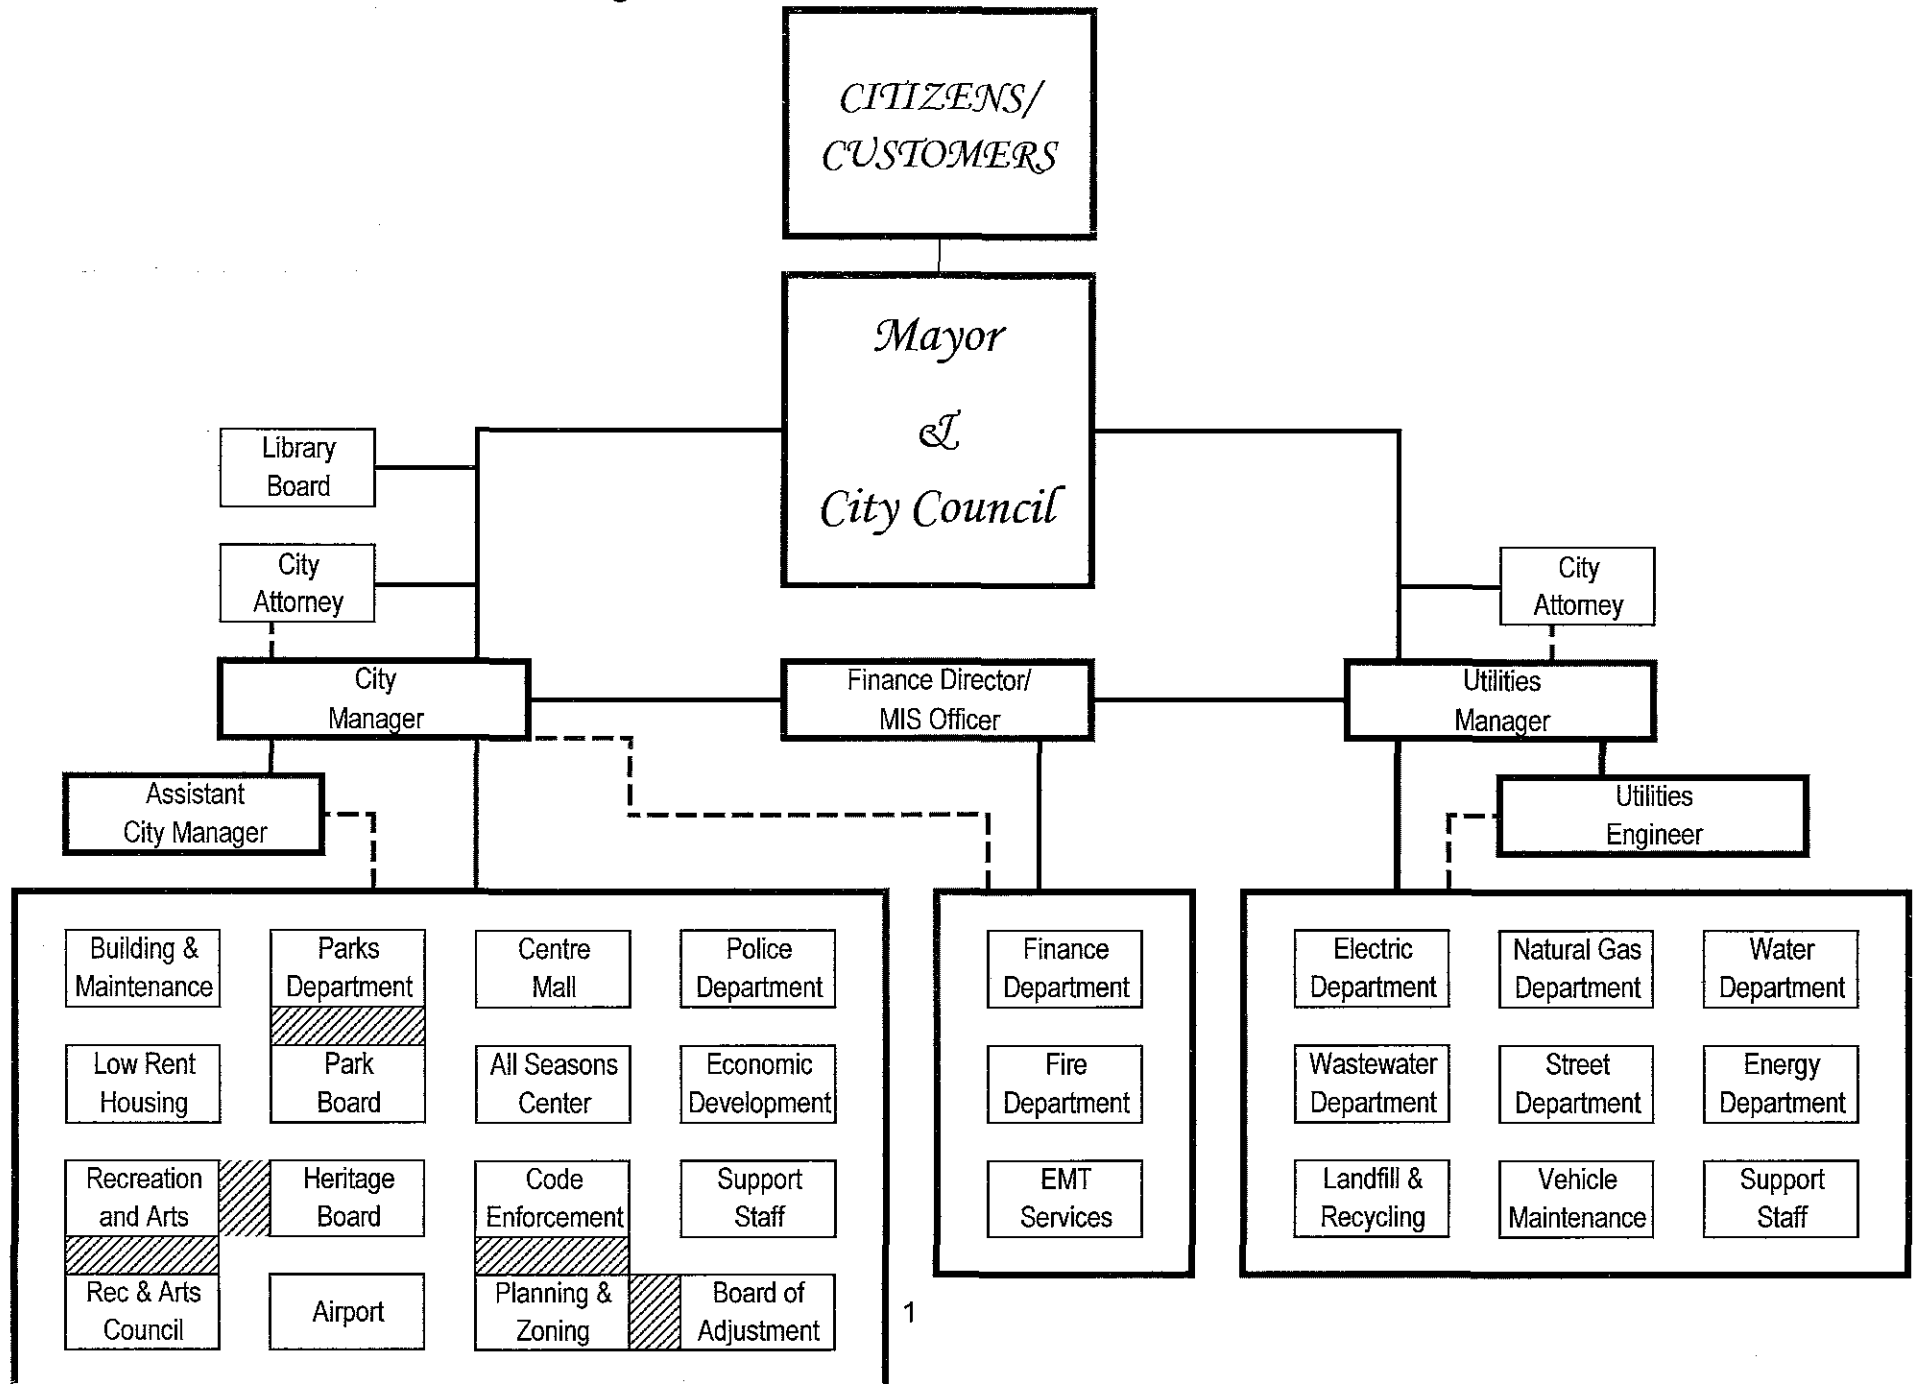 CITIZENS/
CUSTOMERS
Mayor
&
City Council
Library
Board
City
Attorney
City
Attorney
City
Manager
Finance Director/
MIS Officer
Utilities
Manager
Assistant
City Manager
Utilities
Engineer
Building &
Maintenance
Parks
Department
Centre
Mall
Police
Department
Low Rent
Housing
Park
Board
All Seasons
Center
Economic
Development
Recreation
and Arts
Heritage
Board
Code
Enforcement
Support
Staff
Rec & Arts
Council
Airport
Planning &
Zoning
Board of
Adjustment
Finance
Department
Fire
Department
EMT
Services
Electric
Department
Natural Gas
Department
Water
Department
Wastewater
Department
Street
Department
Energy
Department
Landfill &
Recycling
Vehicle
Maintenance
Support
Staff
1